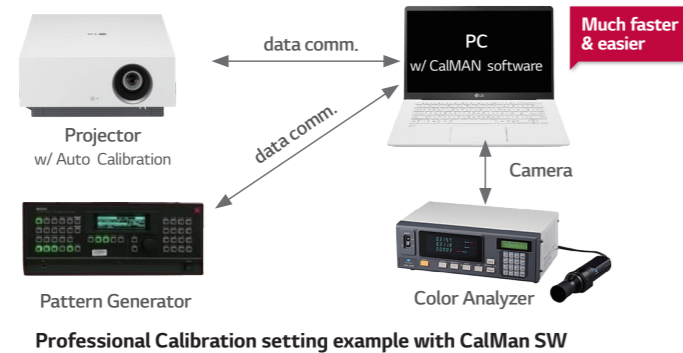 data comm.
PC
w/ CalMAN software
Much faster
& easier
Projector
w/ Auto Calibration
data comm.
Camera
Pattern Generator
Color Analyzer
Professional Calibration setting example with CalMan SW